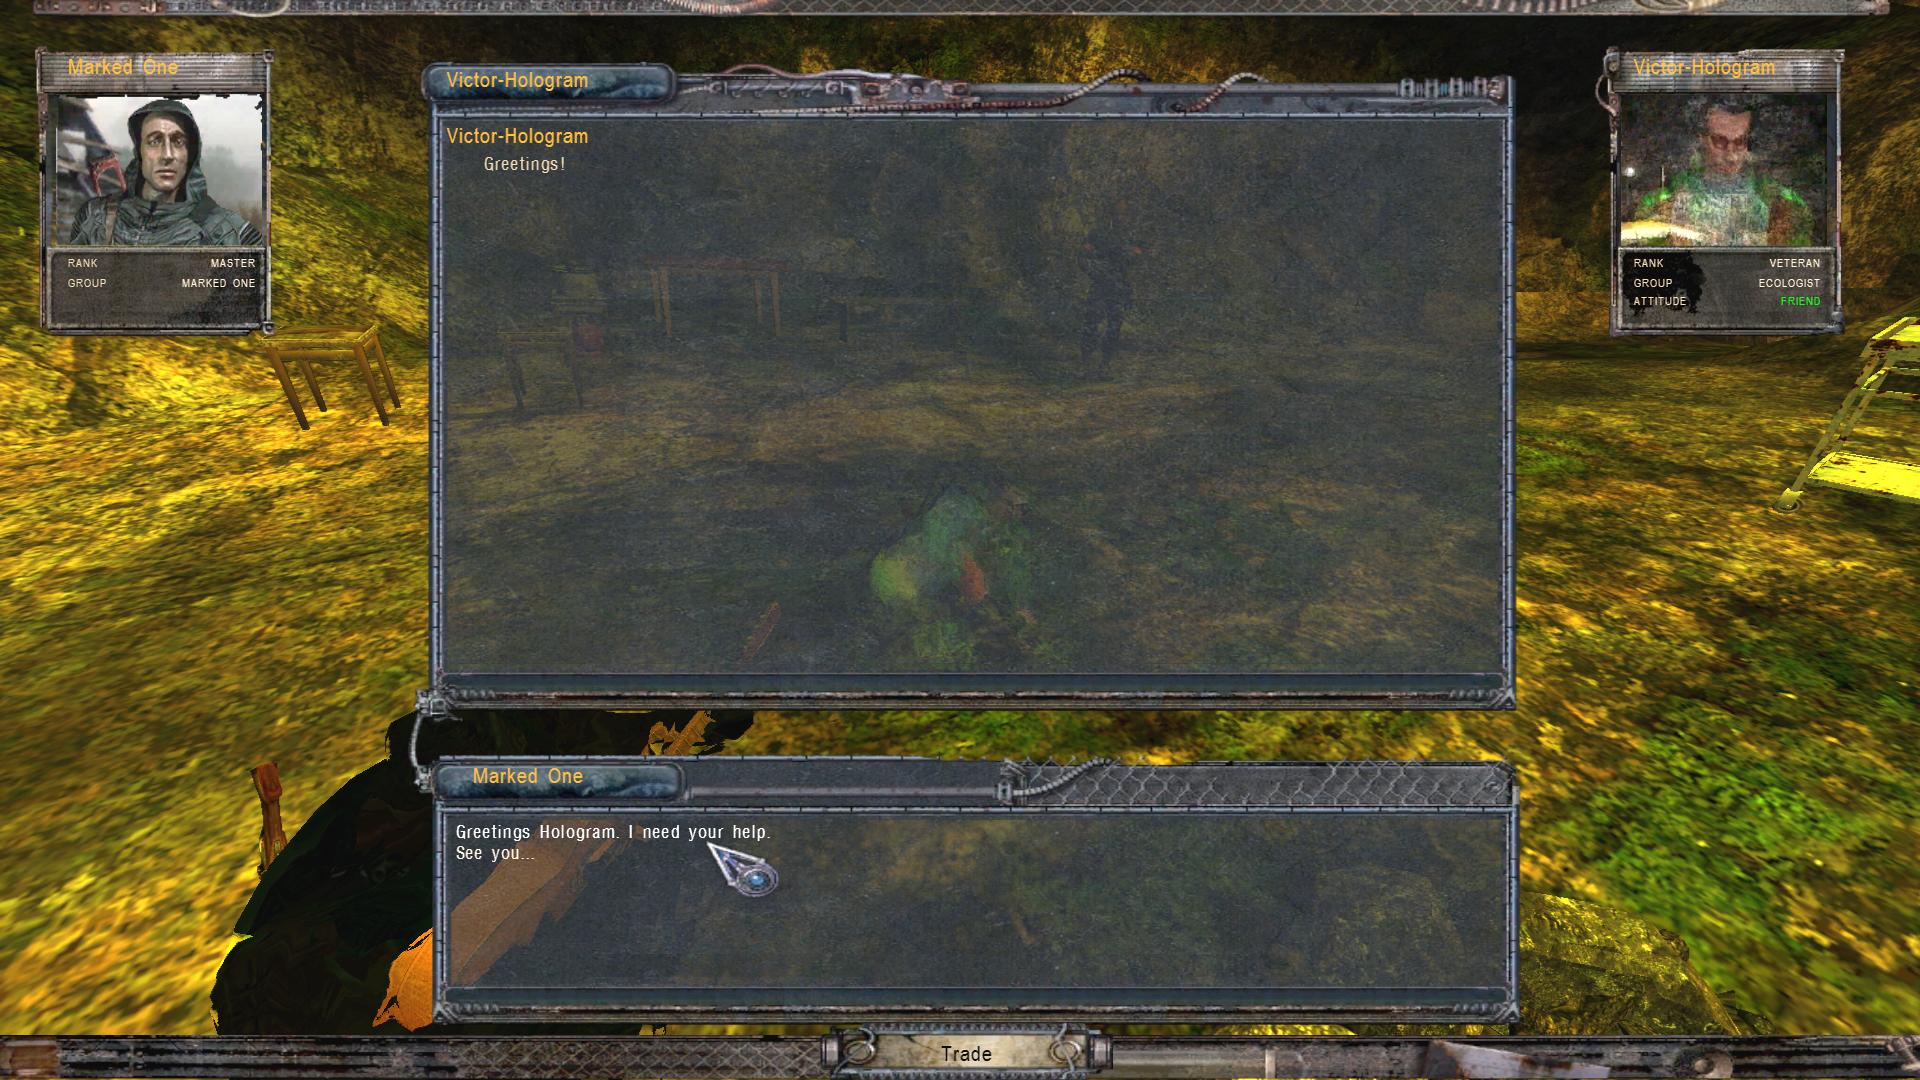 Marked One
RANK MASTER
GROUP MARKED ONE
Victor-Hologram
Victor-Hologram
Greetings!
Victor-Hologram
RANK VETERAN
GROUP ECOLOGIST
ATTITUDE FRIEND
Marked One
Greetings Hologram. I need your help.
See you...
Trade